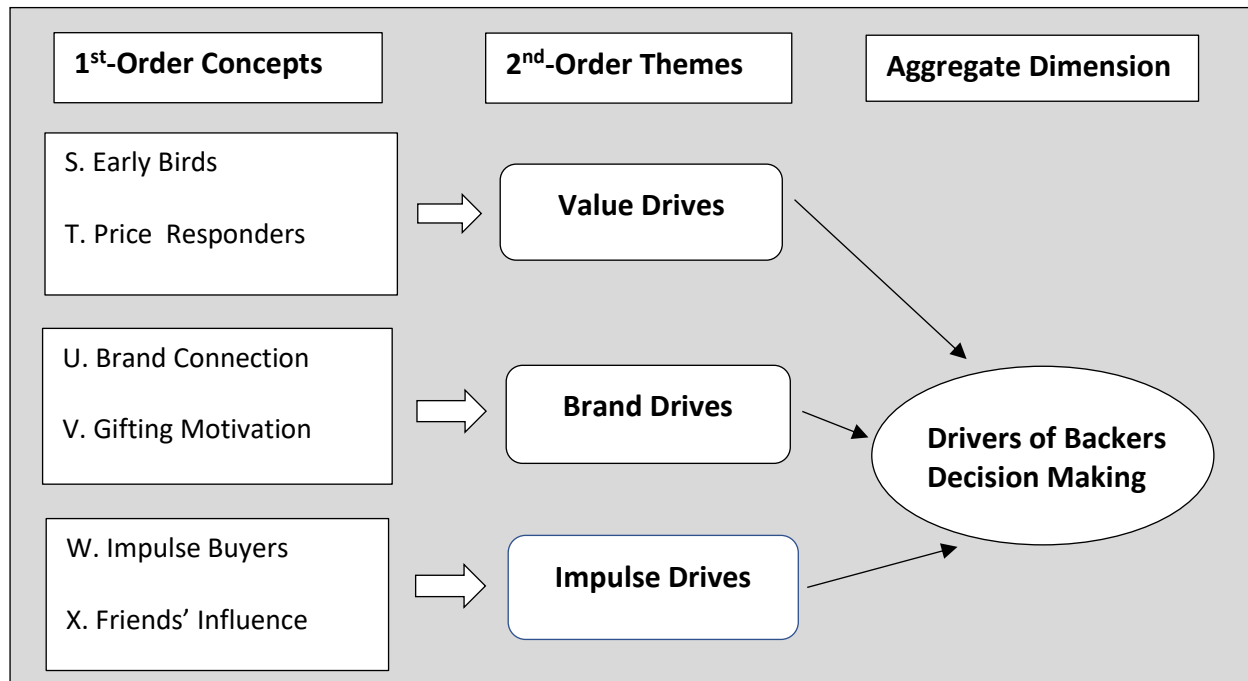 1st-Order Concepts
2nd-Order Themes
Aggregate Dimension
S. Early Birds
T. Price Responders
Value Drives
U. Brand Connection
V. Gifting Motivation
Brand Drives
Drivers of Backers
Decision Making
W. Impulse Buyers
X. Friends’ Influence
Impulse Drives